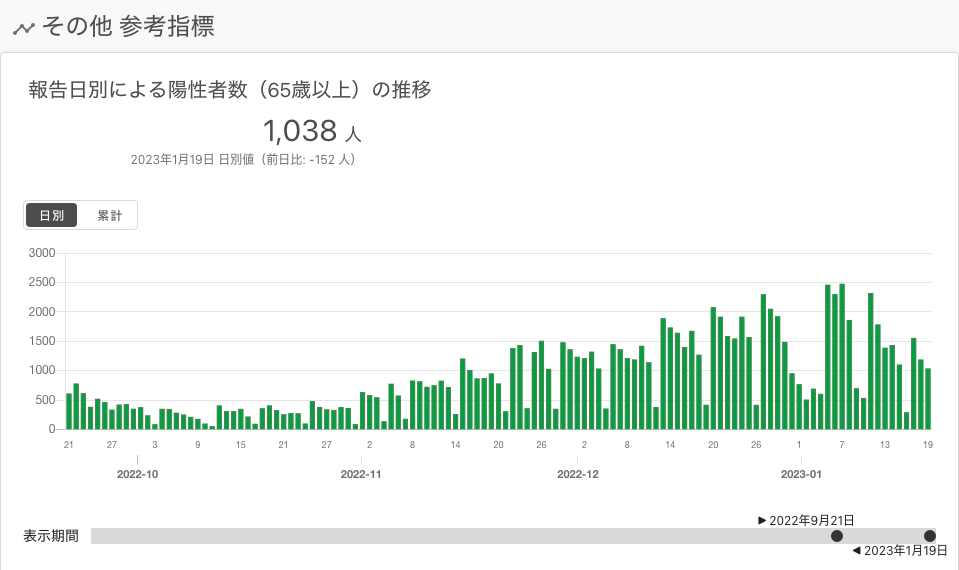 その他 参考指標
報告日別による陽性者数（65歳以上）の推移
1,038 人
2023年1月19日 日別値（前日比: -152 人）
日別 累計
3000
2500
2000
1500
1000
500
0
21 27 3 9 15 21 27 2 8 14 20 26 2 8 14 20 26 1 7 13 19
2022-10 2022-11 2022-12 2023-01
2022年9月21日
表示期間
2023年1月19日